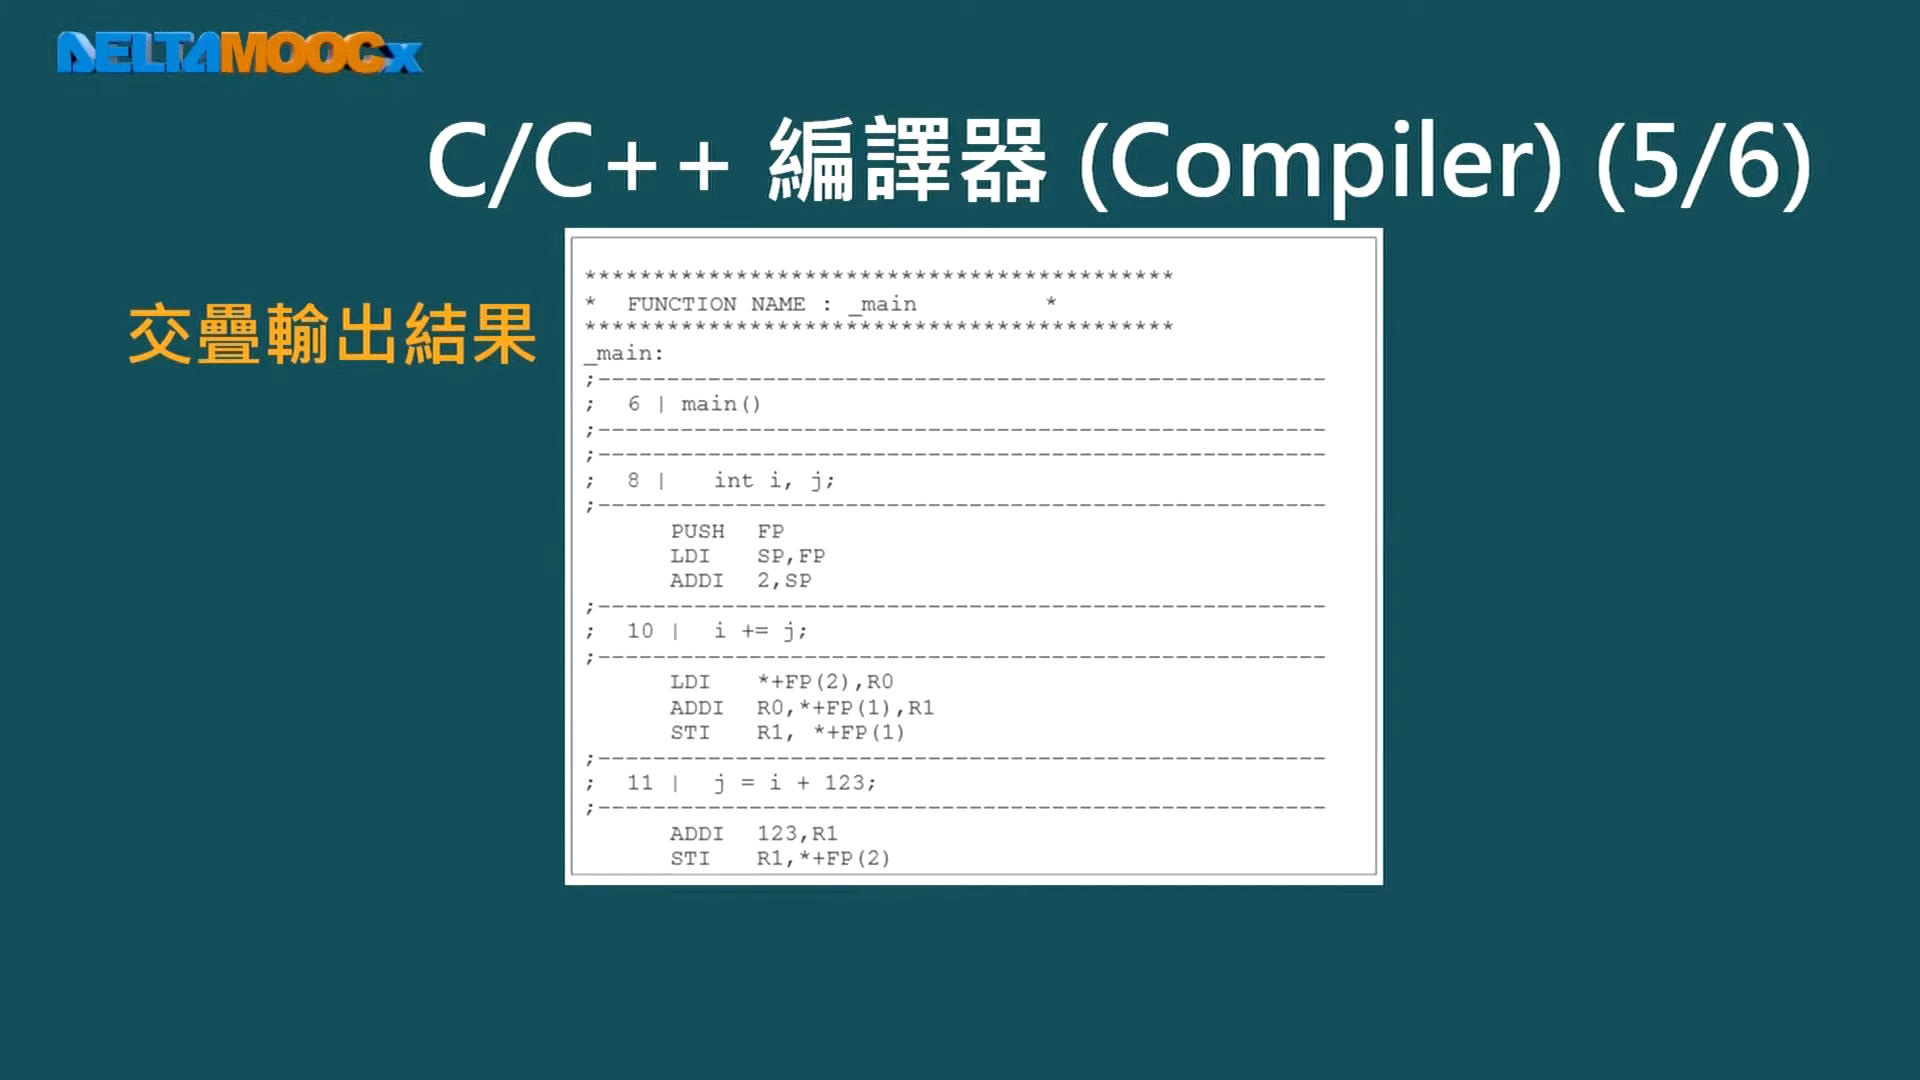 DELTAMOOCx
C/C++ 編譯器 (Compiler) (5/6)
交疊輸出結果
*******************************************
*  FUNCTION NAME : _main         *
*******************************************
_main:
;-----------------------------------------------------
;  6 | main()
;-----------------------------------------------------
;-----------------------------------------------------
;  8 |   int i, j;
;-----------------------------------------------------
PUSH  FP
LDI   SP,FP
ADDI  2,SP
;-----------------------------------------------------
;  10 |  i += j;
;-----------------------------------------------------
LDI   *+FP(2),R0
ADDI  R0,*+FP(1),R1
STI   R1, *+FP(1)
;-----------------------------------------------------
;  11 |  j = i + 123;
;-----------------------------------------------------
ADDI  123,R1
STI   R1,*+FP(2)